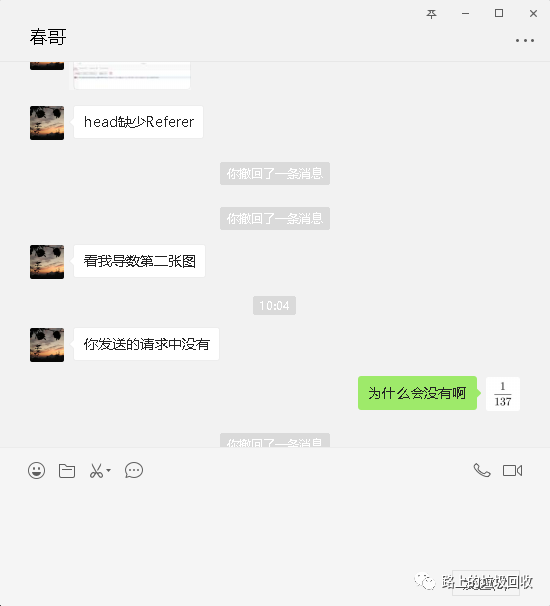 春哥
head缺少Referer
你撤回了一条消息
你撤回了一条消息
看我导数第二张图
10:04
你发送的请求中没有
为什么会没有啊
1
137
你撤回了一条消息
路上的垃圾回收